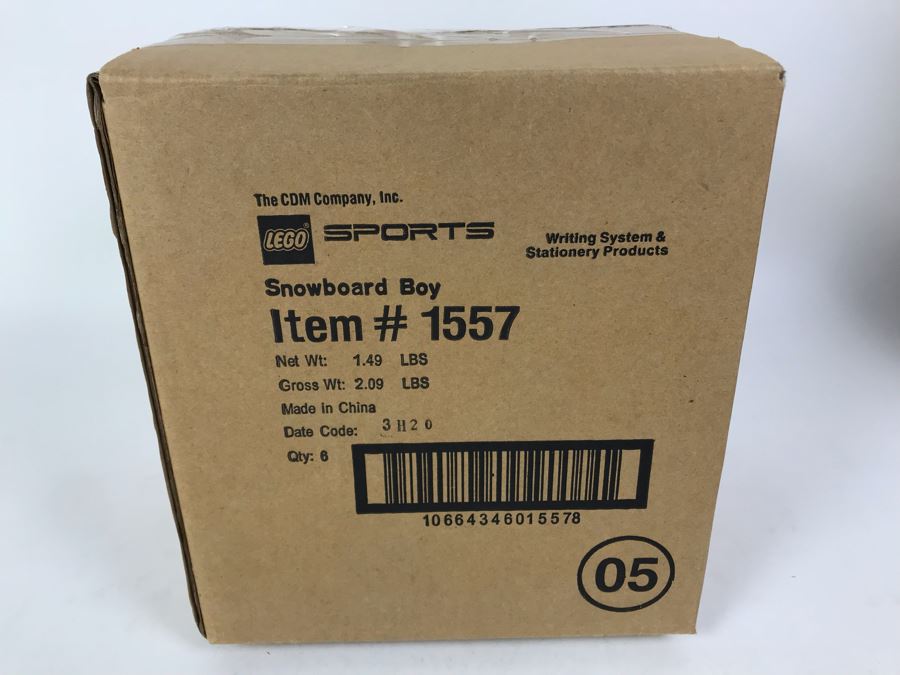 The CDM Company, Inc.
LEGO® SPORTS
Writing System &
Stationery Products
Snowboard Boy
Item # 1557
Net Wt: 1.49 LBS
Gross Wt: 2.09 LBS
Made in China
Date Code: 3H20
Qty: 6
10664346015578
05